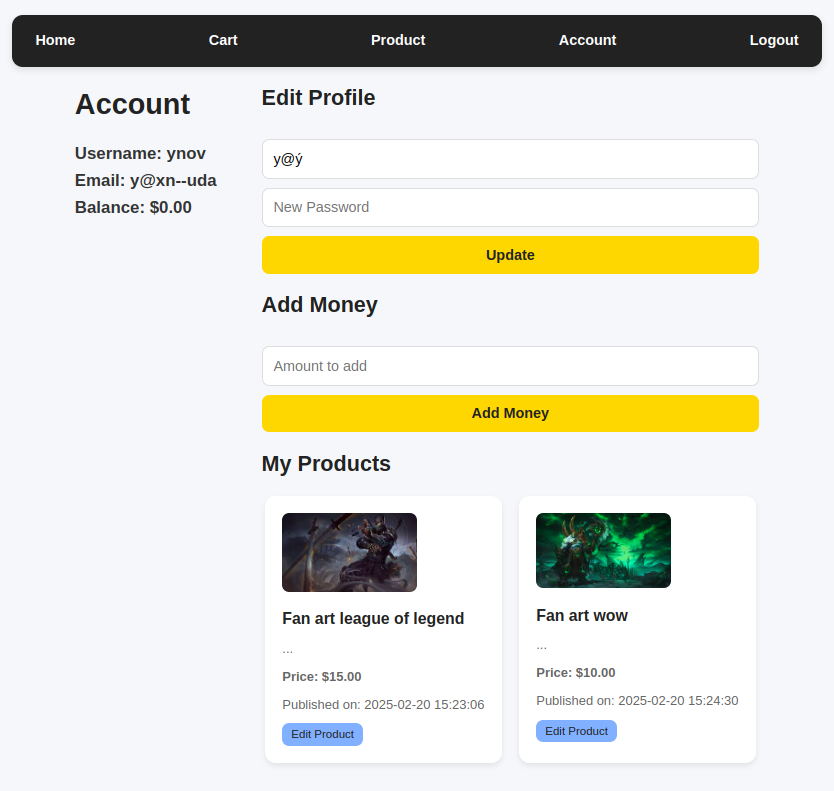 Home Cart Product Account Logout
Account
Username: ynov
Email: y@xn--uda
Balance: $0.00
Edit Profile
y@ý
New Password
Update
Add Money
Amount to add
Add Money
My Products
Fan art league of legend
...
Price: $15.00
Published on: 2025-02-20 15:23:06
Edit Product
Fan art wow
...
Price: $10.00
Published on: 2025-02-20 15:24:30
Edit Product